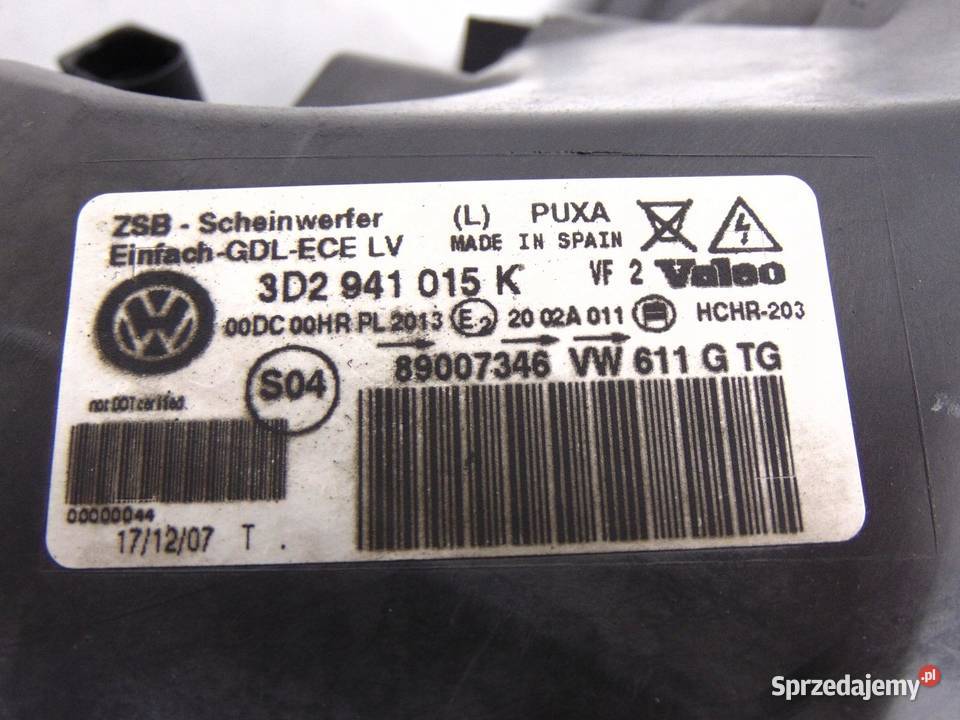 ZSB - Scheinwerfer (L) PUXA
Einfach-GDL-ECE LV MADE IN SPAIN
3D2 941 015 K VF 2 Valeo
00DC 00HR PL 2013 E2 20 02A 011 HCHR-203
89007346 VW 611 G TG
S04
not DOT certified.
00000044
17/12/07 T .
Sprzedajemy.pl